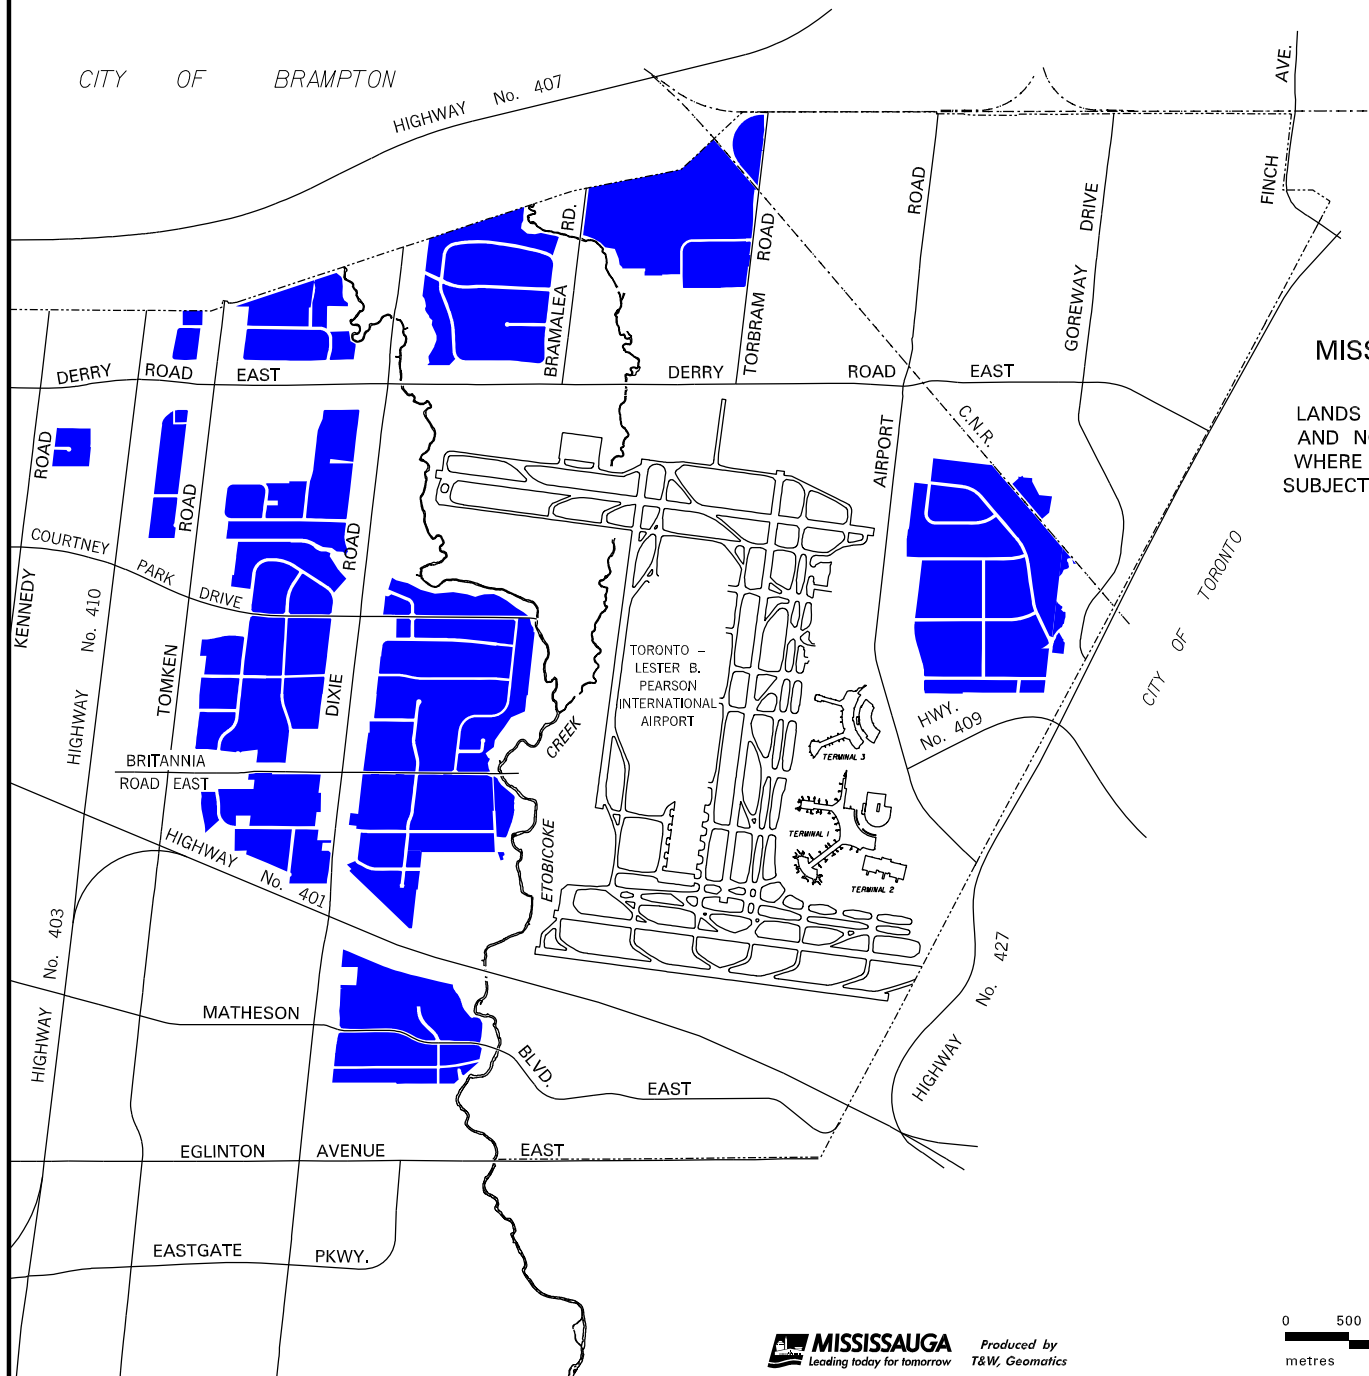 CITY OF BRAMPTON
HIGHWAY No. 407
AVE.
FINCH
ROAD
DRIVE
RD.
ROAD
GOREWAY
BRAMALEA
TORBRAM
MISS
DERRY ROAD EAST
DERRY ROAD EAST
LANDS
AND NO
WHERE
SUBJECT
C.N.R.
AIRPORT
ROAD
ROAD
ROAD
COURTNEY
PARK
DRIVE
KENNEDY
No. 410
HIGHWAY
TOMKEN
DIXIE
CITY OF TORONTO
TORONTO –
LESTER B.
PEARSON
INTERNATIONAL
AIRPORT
HWY.
No. 409
CREEK
TERMINAL 3
BRITANNIA
ROAD EAST
TERMINAL 1
TERMINAL 2
HIGHWAY
No. 401
ETOBICOKE
No. 403
HIGHWAY
No. 427
HIGHWAY
MATHESON
BLVD.
EAST
EGLINTON AVENUE EAST
EASTGATE PKWY.
MISSISSAUGA
Leading today for tomorrow
Produced by
T&W, Geomatics
0 500
metres